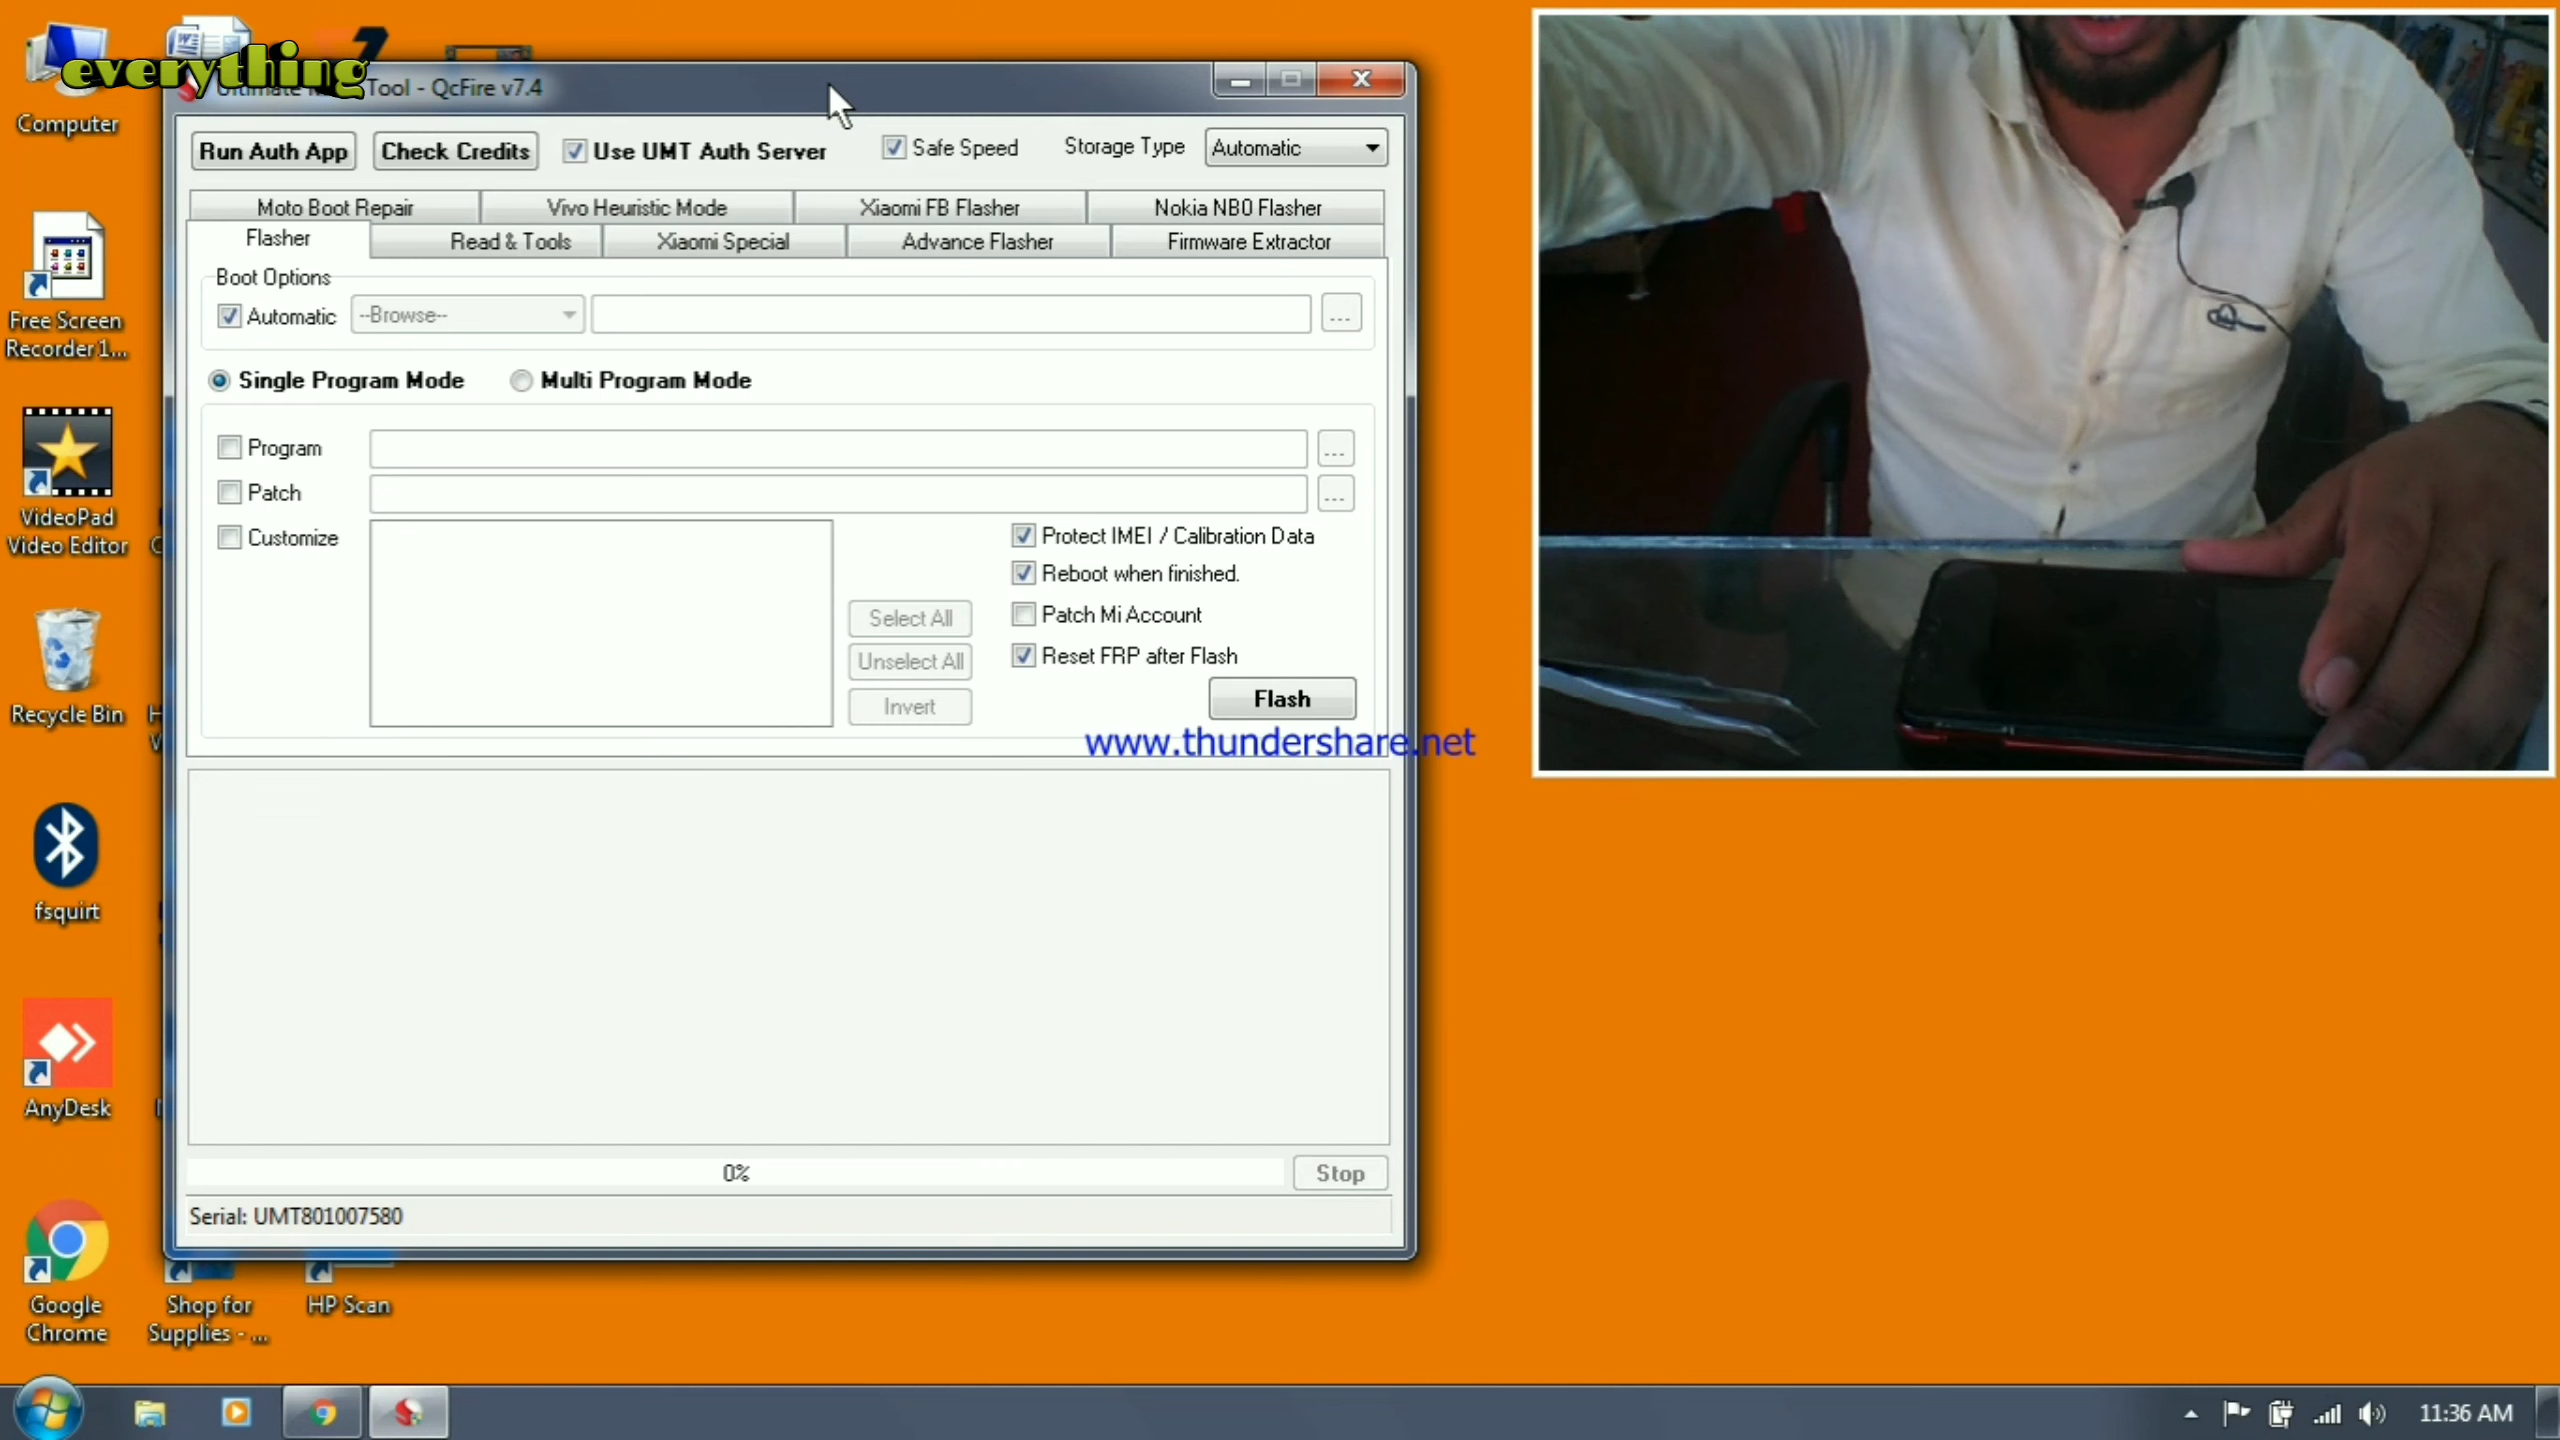 everything
Computer
Tool - QcFire v7.4
Run Auth App
Check Credits
Use UMT Auth Server
Safe Speed
Storage Type
Automatic
Moto Boot Repair
Vivo Heuristic Mode
Xiaomi FB Flasher
Nokia NB0 Flasher
Flasher
Read & Tools
Xiaomi Special
Advance Flasher
Firmware Extractor
Boot Options
Automatic
--Browse--
...
Single Program Mode
Multi Program Mode
Program
...
Patch
...
Customize
Protect IMEI / Calibration Data
Reboot when finished.
Patch Mi Account
Reset FRP after Flash
Select All
Unselect All
Invert
Flash
www.thundershare.net
0%
Stop
Serial: UMT801007580
Free Screen
Recorder 1...
VideoPad
Video Editor
Recycle Bin
fsquirt
AnyDesk
Google
Chrome
Shop for
Supplies - ...
HP Scan
11:36 AM